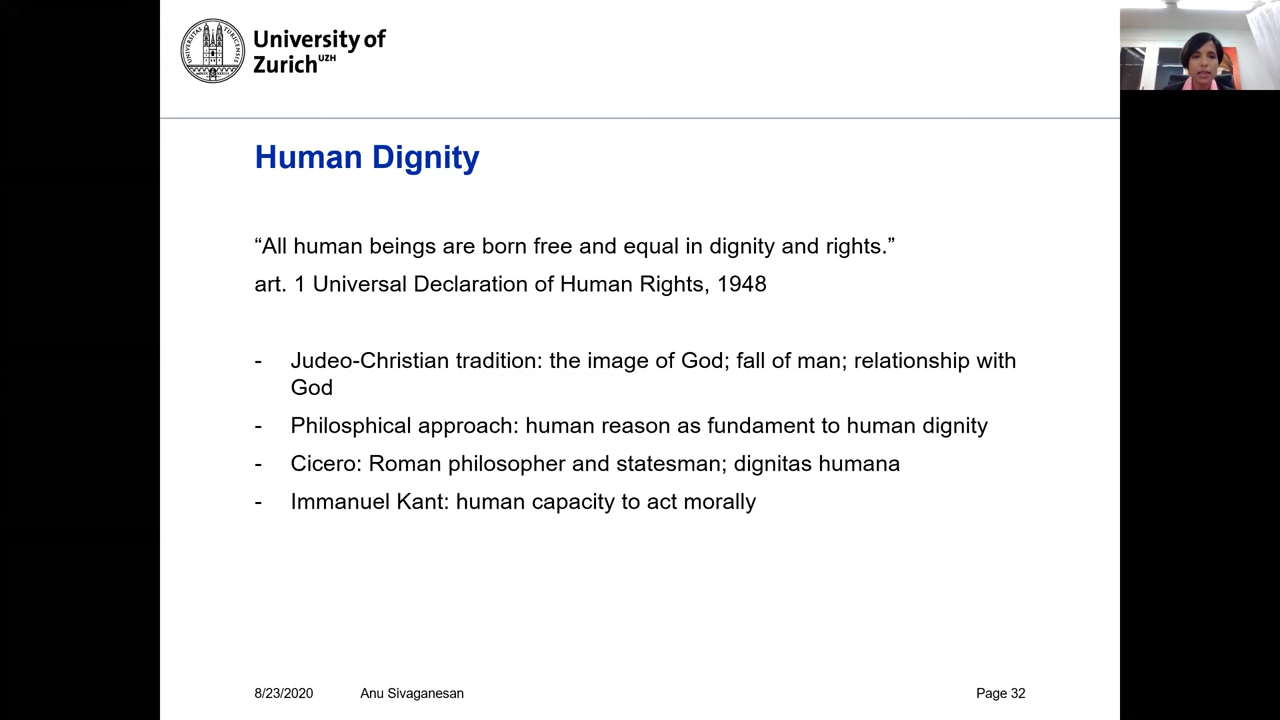 University of
Zurich UZH
Human Dignity
“All human beings are born free and equal in dignity and rights.”
art. 1 Universal Declaration of Human Rights, 1948
- Judeo-Christian tradition: the image of God; fall of man; relationship with
God
- Philosphical approach: human reason as fundament to human dignity
- Cicero: Roman philosopher and statesman; dignitas humana
- Immanuel Kant: human capacity to act morally
8/23/2020 Anu Sivaganesan Page 32